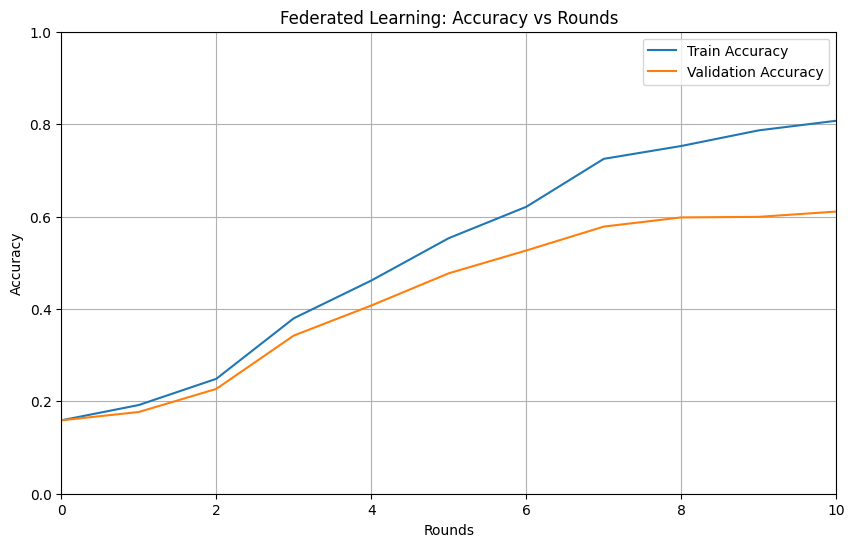 Federated Learning: Accuracy vs Rounds
Train Accuracy
Validation Accuracy
1.0
0.8
0.6
0.4
0.2
0.0
Accuracy
0 2 4 6 8 10
Rounds